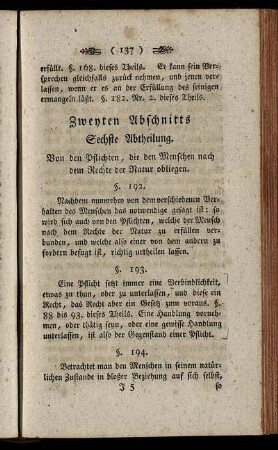 ( 137 )
erfüllt. §. 168. dieses Theils. Er kann sein Ver-
sprechen gleichfalls zurück nehmen, und jenen ver-
lassen, wenn er es an der Erfüllung des seinigen
ermangeln läßt. §. 182. Nr. 2. dieses Theils.
Zweyten Abschnitts
Sechste Abtheilung.
Von den Pflichten, die den Menschen nach
dem Rechte der Natur obliegen.
§. 192.
Nachdem nunmehro von dem verschiedenen Ver-
halten des Menschen das nothwendige gesagt ist: so
wird sich auch von den Pflichten, welche der Mensch
nach dem Rechte der Natur zu erfüllen ver-
bunden, und welche also einer von dem andern zu
fordern befugt ist, richtig urtheilen lassen.
§. 193.
Eine Pflicht setzt immer eine Verbindlichkeit,
etwas zu thun, oder zu unterlassen, und diese ein
Recht, das Recht aber ein Gesetz zum voraus. §.
88 bis 93. dieses Theils. Eine Handlung vorneh-
men, oder thätig seyn, oder eine gewisse Handlung
unterlassen, ist also der Gegenstand einer Pflicht.
§. 194.
Betrachtet man den Menschen in seinem natür-
lichen Zustande in bloßer Beziehung auf sich selbst,
J 5 so